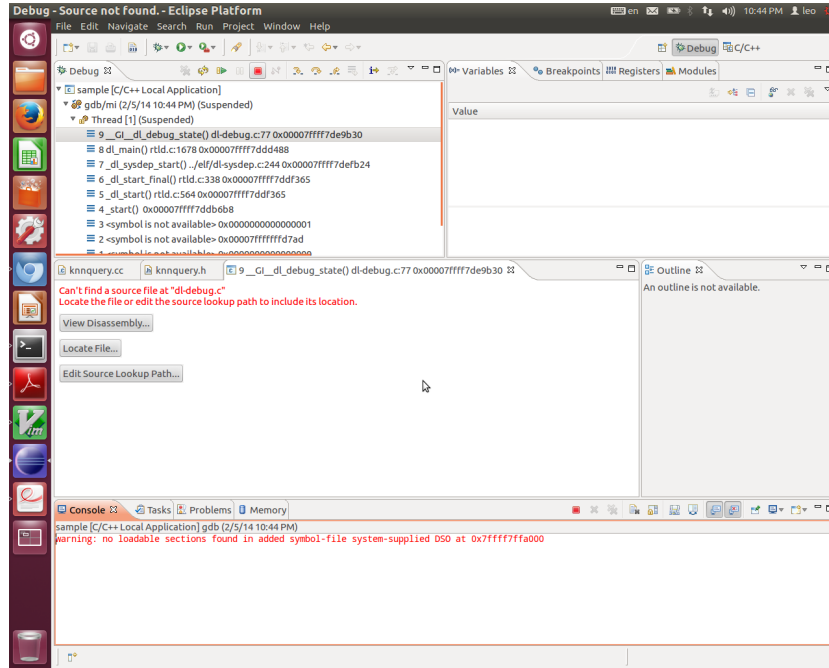 Debug - Source not found. - Eclipse Platform
en
10:44 PM
leo
File Edit Navigate Search Run Project Window Help
Debug
C/C++
Debug
Variables
Breakpoints
Registers
Modules
sample [C/C++ Local Application]
gdb/mi (2/5/14 10:44 PM) (Suspended)
Thread [1] (Suspended)
9 __GI__dl_debug_state() dl-debug.c:77 0x00007ffff7de9b30
8 dl_main() rtld.c:1678 0x00007ffff7ddd488
7 _dl_sysdep_start() ../elf/dl-sysdep.c:244 0x00007ffff7defb24
6 _dl_start_final() rtld.c:338 0x00007ffff7ddf365
5 _dl_start() rtld.c:564 0x00007ffff7ddf365
4 _start() 0x00007ffff7ddb6b8
3 <symbol is not available> 0x0000000000000001
2 <symbol is not available> 0x00007fffffffd7ad
1 <symbol is not available> 0x0000000000000009
Value
knnquery.cc
knnquery.h
9 __GI__dl_debug_state() dl-debug.c:77 0x00007ffff7de9b30
Outline
Can't find a source file at "dl-debug.c"
Locate the file or edit the source lookup path to include its location.
View Disassembly...
Locate File...
Edit Source Lookup Path...
An outline is not available.
Vim
Console
Tasks
Problems
Memory
sample [C/C++ Local Application] gdb (2/5/14 10:44 PM)
warning: no loadable sections found in added symbol-file system-supplied DSO at 0x7ffff7ffa000